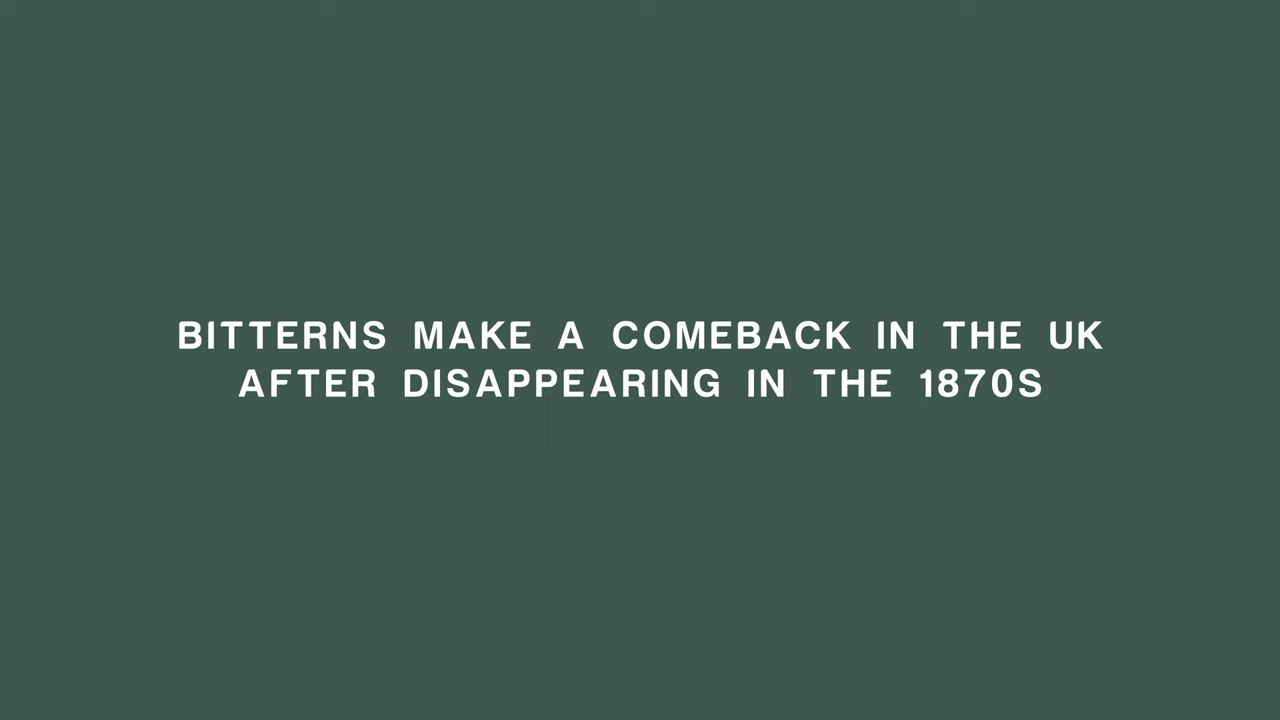 BITTERNS MAKE A COMEBACK IN THE UK
AFTER DISAPPEARING IN THE 1870S